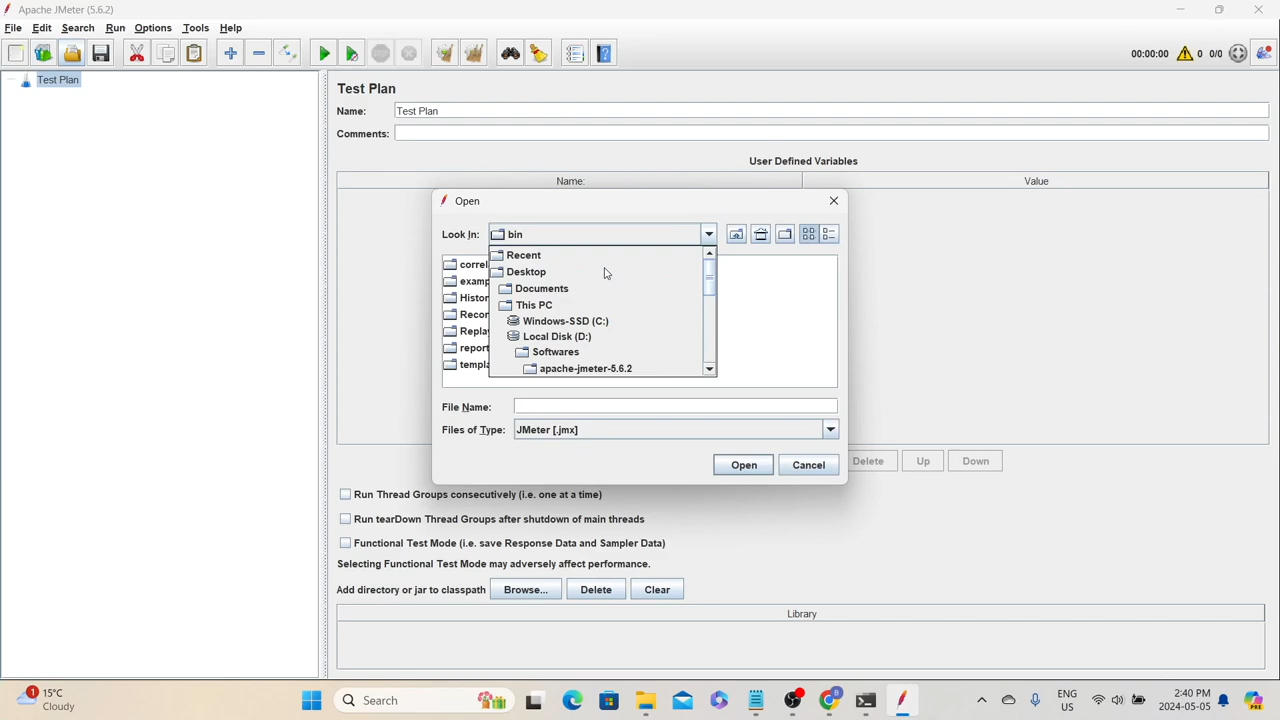 Apache JMeter (5.6.2)
File Edit Search Run Options Tools Help
00:00:00 0 0/0
Test Plan
Test Plan
Name: Test Plan
Comments:
User Defined Variables
Name: Value
Open
Look In: bin
Recent
Desktop
Documents
This PC
Windows-SSD (C:)
Local Disk (D:)
Softwares
apache-jmeter-5.6.2
File Name:
Files of Type: JMeter [.jmx]
Open Cancel
Delete Up Down
Run Thread Groups consecutively (i.e. one at a time)
Run tearDown Thread Groups after shutdown of main threads
Functional Test Mode (i.e. save Response Data and Sampler Data)
Selecting Functional Test Mode may adversely affect performance.
Add directory or jar to classpath Browse... Delete Clear
Library
1 15°C
Cloudy
Search
ENG
US
2:40 PM
2024-05-05